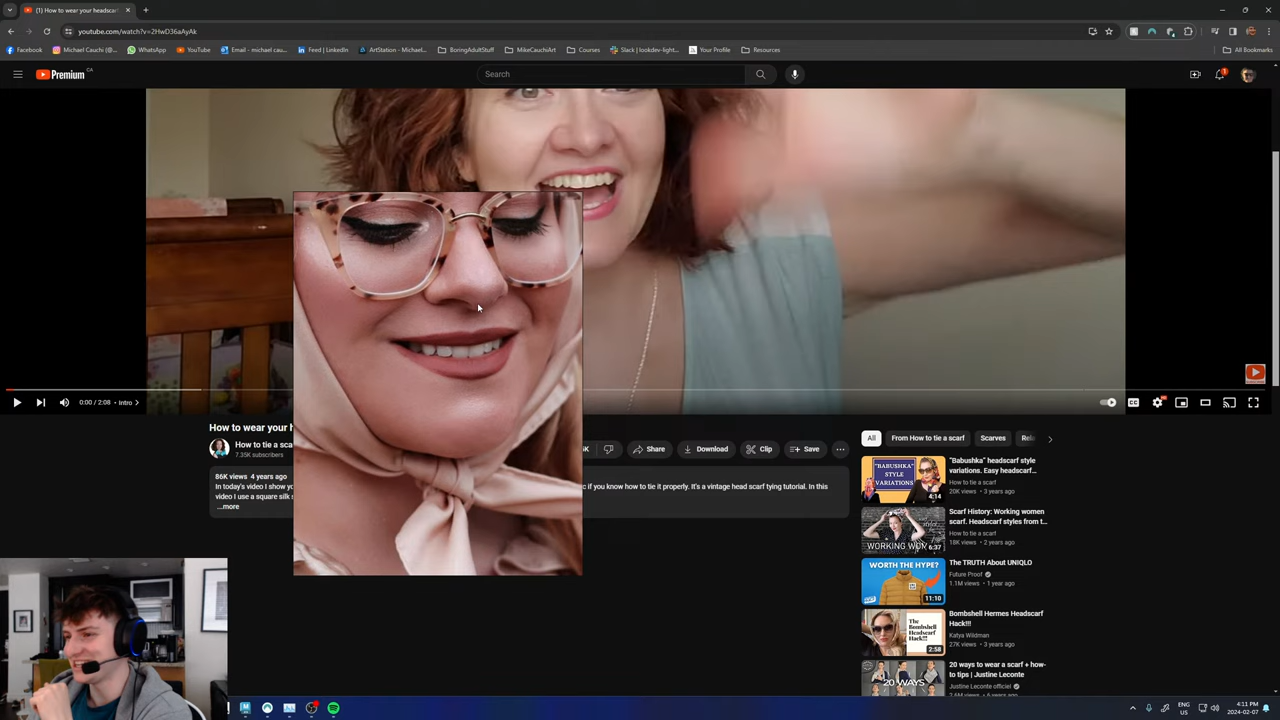 (1) How to wear your headscarf
youtube.com/watch?v=2HwD36aAyAk
Facebook
Michael Cauchi (@...
WhatsApp
YouTube
Email - michael cau...
Feed | LinkedIn
ArtStation - Michael...
BoringAdultStuff
MikeCauchiArt
Courses
Slack | lookdev-light...
Your Profile
Resources
All Bookmarks
Premium
CA
Search
1
0:00 / 2:08
Intro
CC
How to wear your h
How to tie a sca
7.35K subscribers
K
Share
Download
Clip
Save
86K views 4 years ago
In today's video I show yo
c if you know how to tie it properly. It's a vintage head scarf tying tutorial. In this
video I use a square silk s
...more
All
From How to tie a scarf
Scarves
"BABUSHKA"
STYLE
VARIATIONS
4:14
"Babushka" headscarf style
variations. Easy headscarf...
How to tie a scarf
20K views • 3 years ago
WORKING
6:37
Scarf History: Working women
scarf. Headscarf styles from t...
How to tie a scarf
18K views • 2 years ago
WORTH THE HYPE?
11:10
The TRUTH About UNIQLO
Future Proof
1.1M views • 1 year ago
The
Bombshell
Headscarf
Hack!!!
2:58
Bombshell Hermes Headscarf
Hack!!!
Katya Wildman
27K views • 3 years ago
20 WAYS
20 ways to wear a scarf + how-
to tips | Justine Leconte
Justine Leconte officiel
ENG
US
4:11 PM
2024-02-07